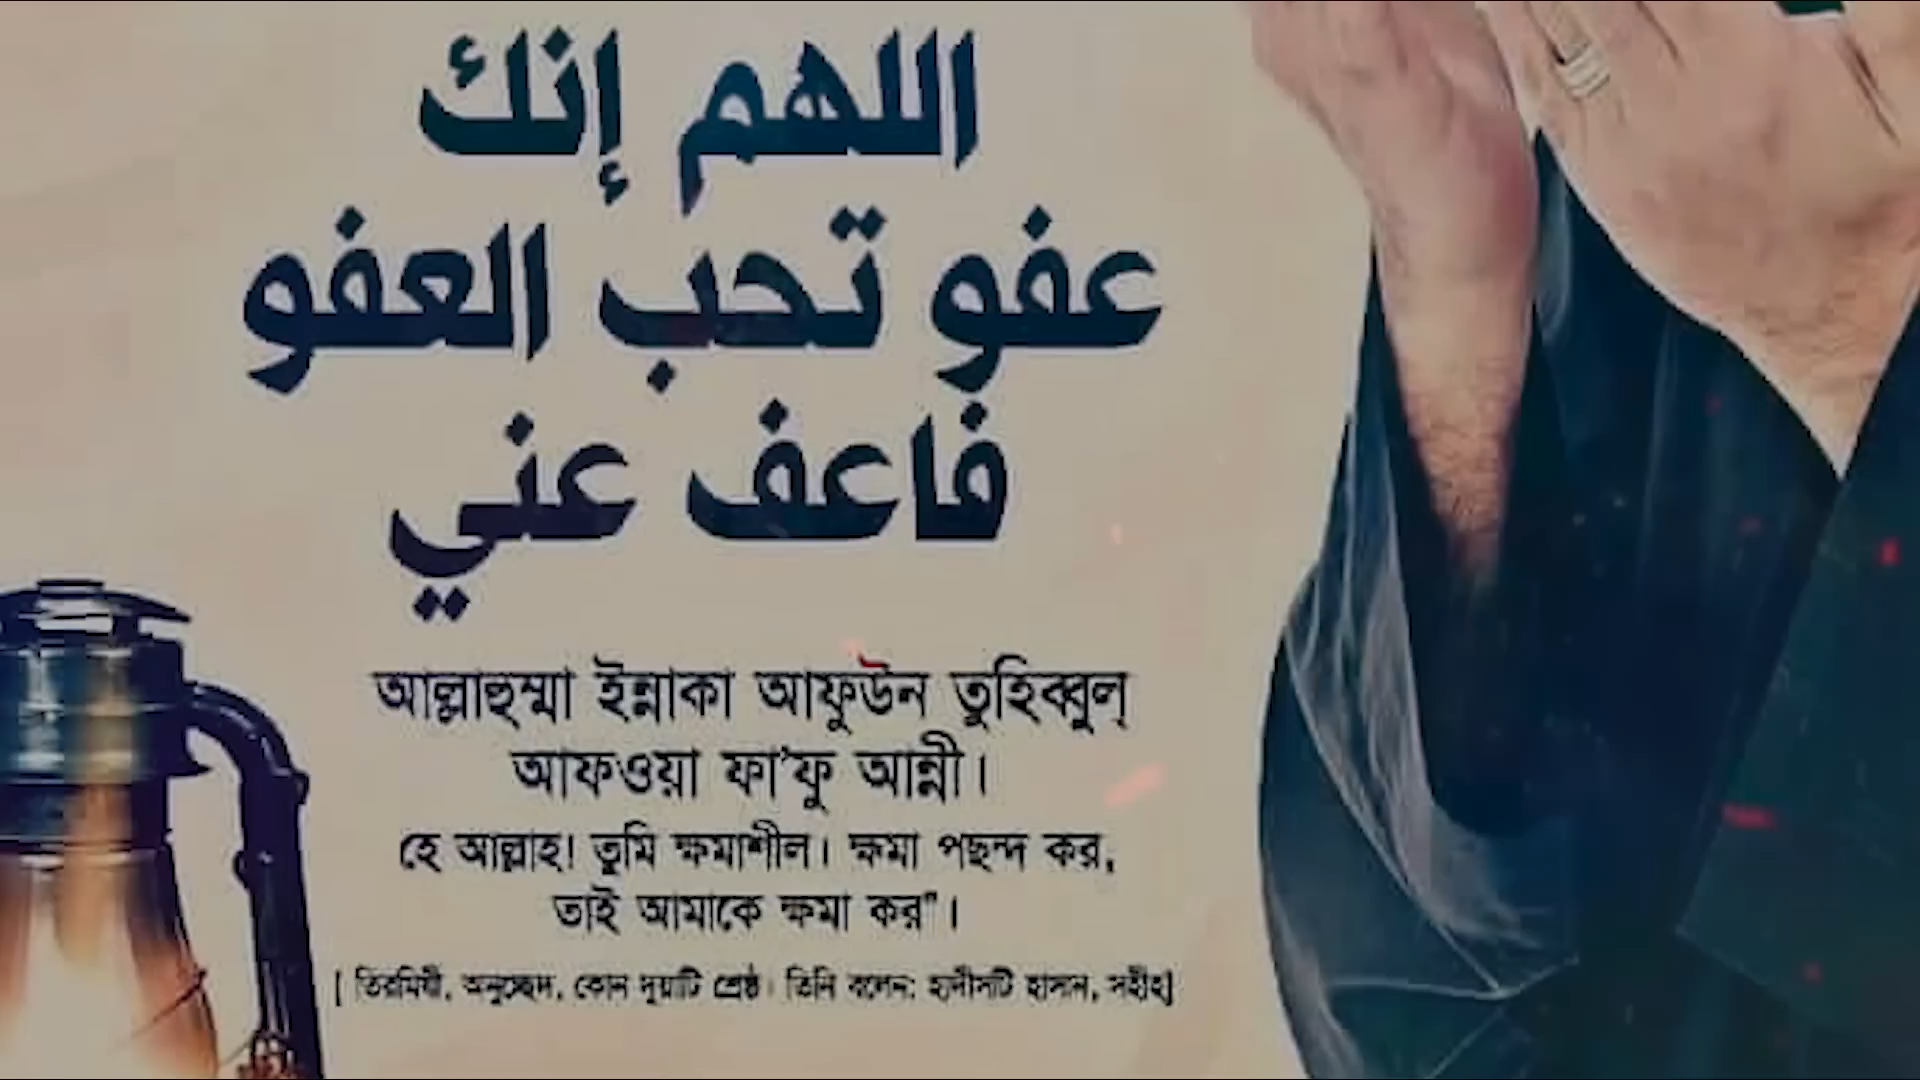 اللهم إنك
عفو تحب العفو
فاعف عني
আল্লাহুম্মা ইন্নাকা আফুউন তুহিব্বুল্
আফওয়া ফা'ফু আন্নী।
হে আল্লাহ! তুমি ক্ষমাশীল। ক্ষমা পছন্দ কর,
তাই আমাকে ক্ষমা কর"।
[ তিরমিযী, অনুচ্ছেদ, কোন দুয়াটি শ্রেষ্ঠ। তিনি বলেন: হাদীসটি হাসান, সহীহ]